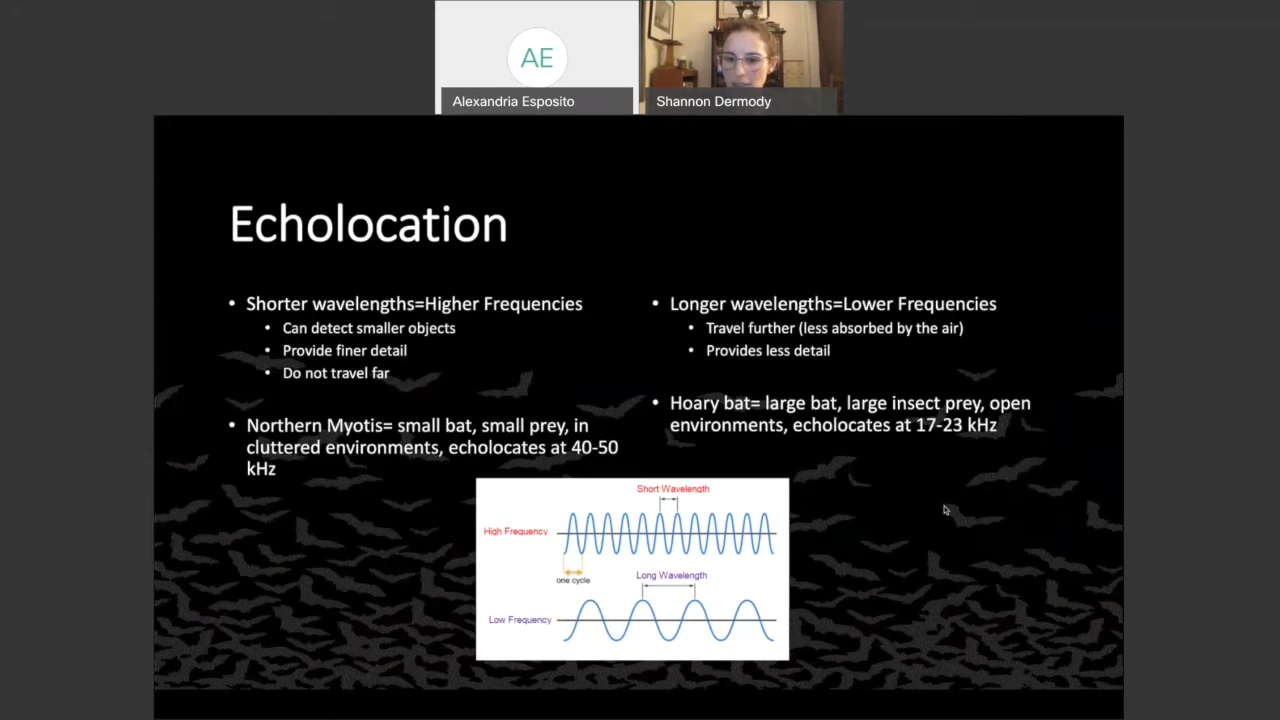 AE
Alexandria Esposito
Shannon Dermody
Echolocation
• Shorter wavelengths=Higher Frequencies
• Can detect smaller objects
• Provide finer detail
• Do not travel far
• Northern Myotis= small bat, small prey, in
cluttered environments, echolocates at 40-50
kHz
• Longer wavelengths=Lower Frequencies
• Travel further (less absorbed by the air)
• Provides less detail
• Hoary bat= large bat, large insect prey, open
environments, echolocates at 17-23 kHz
Short Wavelength
High Frequency
one cycle
Long Wavelength
Low Frequency